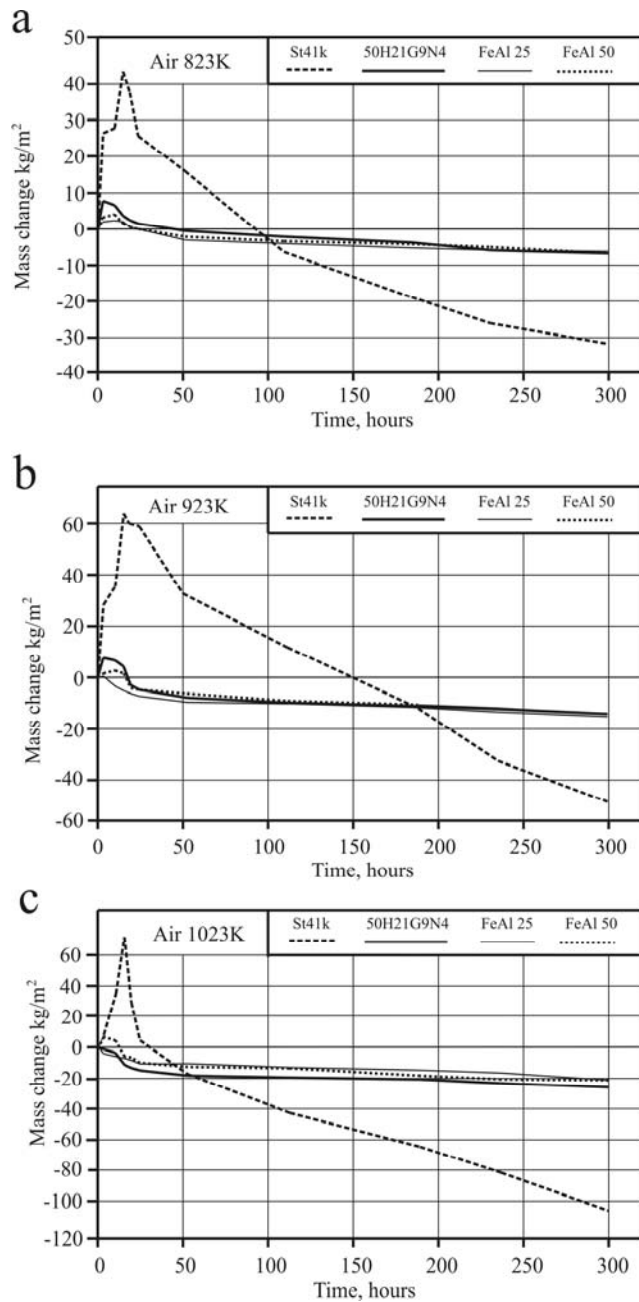 a
Air 823K
St41k 50H21G9N4 FeAl 25 FeAl 50
Mass change kg/m²
50
40
30
20
10
0
-10
-20
-30
-40
0 50 100 150 200 250 300
Time, hours
b
Air 923K
St41k 50H21G9N4 FeAl 25 FeAl 50
Mass change kg/m²
60
40
20
0
-20
-40
-60
0 50 100 150 200 250 300
Time, hours
c
Air 1023K
St41k 50H21G9N4 FeAl 25 FeAl 50
Mass change kg/m²
60
40
20
0
-20
-40
-60
-80
-100
-120
0 50 100 150 200 250 300
Time, hours